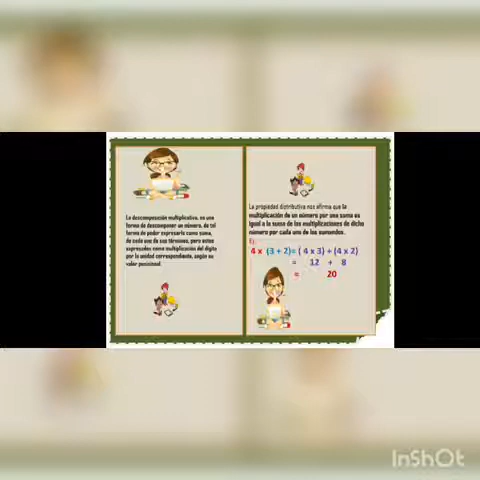 La descomposición multiplicativa, es una
forma de descomponer un número, de tal
forma de poder expresarlo como suma,
de cada uno de sus términos, pero estos
expresados como multiplicación del dígito
por la unidad correspondiente, según su
valor posicional.
La propiedad distributiva nos afirma que la
multiplicación de un número por una suma es
igual a la suma de las multiplicaciones de dicho
número por cada uno de los sumandos.
Ej.
4 x (3 + 2)= ( 4 x 3) + (4 x 2)
= 12 + 8
= 20
InShOt